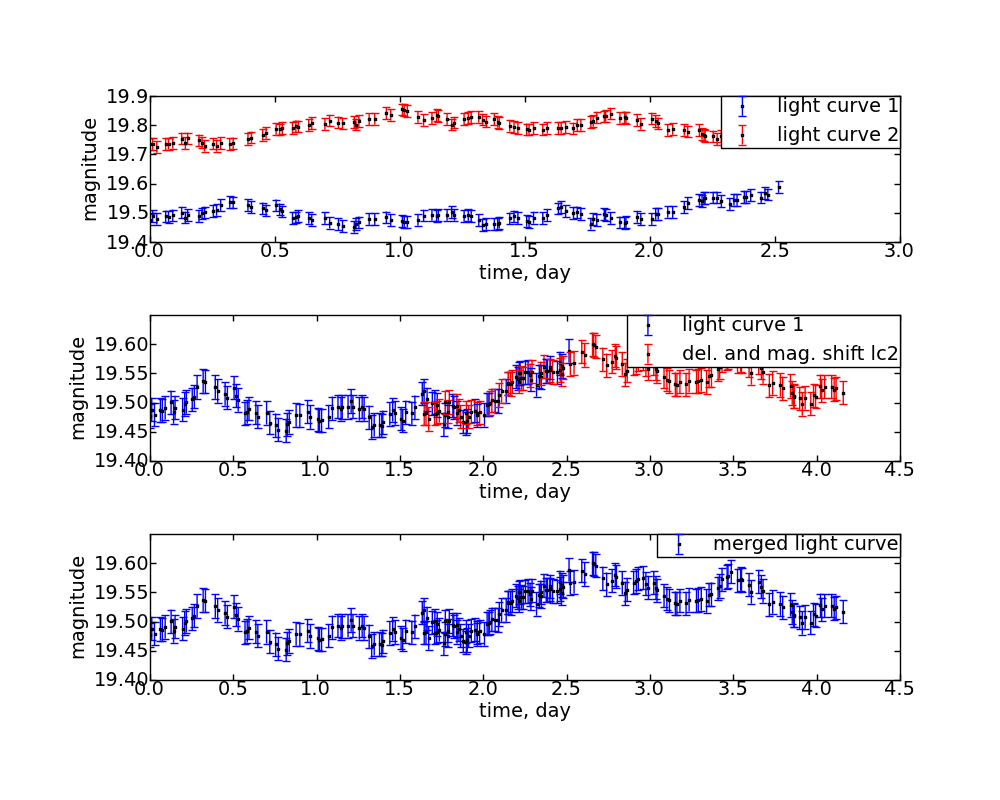 19.9
19.8
19.7
19.6
19.5
19.4
magnitude
light curve 1
light curve 2
0.0 0.5 1.0 1.5 2.0 2.5 3.0
time, day
19.60
19.55
19.50
19.45
19.40
magnitude
light curve 1
del. and mag. shift lc2
0.0 0.5 1.0 1.5 2.0 2.5 3.0 3.5 4.0 4.5
time, day
19.60
19.55
19.50
19.45
19.40
magnitude
merged light curve
0.0 0.5 1.0 1.5 2.0 2.5 3.0 3.5 4.0 4.5
time, day